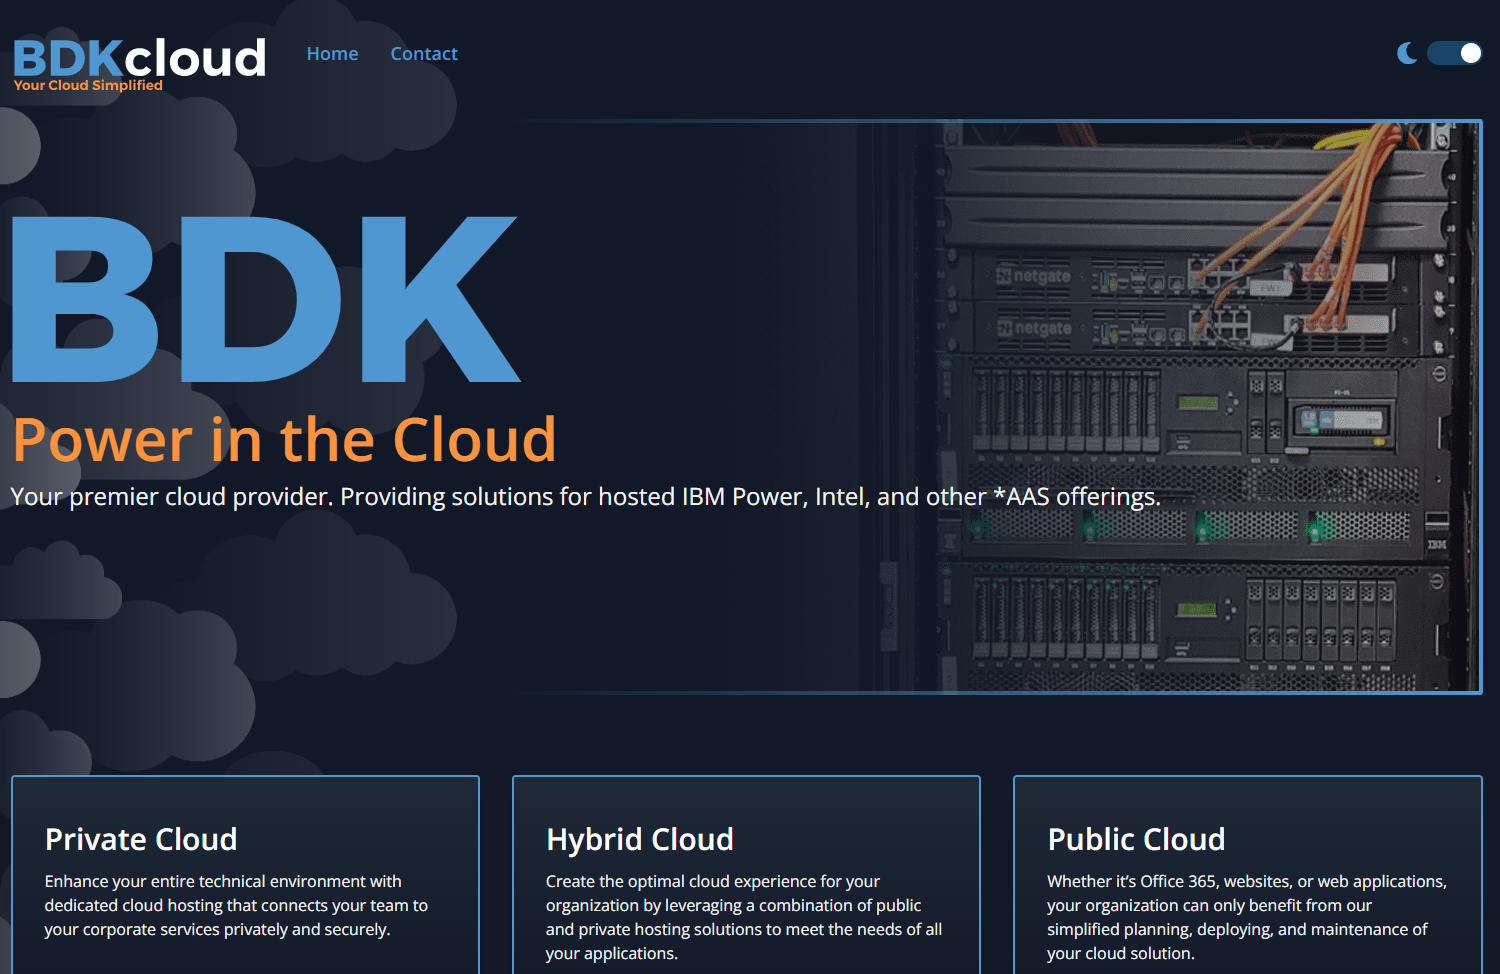 BDKcloud
Your Cloud Simplified
Home
Contact
BDK
Power in the Cloud
Your premier cloud provider. Providing solutions for hosted IBM Power, Intel, and other *AAS offerings.
netgate
FW1
netgate
IBM
Private Cloud
Enhance your entire technical environment with
dedicated cloud hosting that connects your team to
your corporate services privately and securely.
Hybrid Cloud
Create the optimal cloud experience for your
organization by leveraging a combination of public
and private hosting solutions to meet the needs of all
your applications.
Public Cloud
Whether it’s Office 365, websites, or web applications,
your organization can only benefit from our
simplified planning, deploying, and maintenance of
your cloud solution.